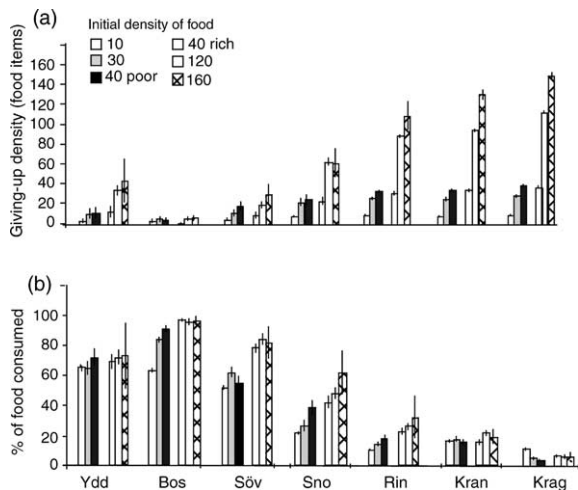 (a)
Initial density of food
10
40 rich
30
120
40 poor
160
Giving-up density (food items)
160
140
120
100
80
60
40
20
0
(b)
% of food consumed
100
80
60
40
20
0
Ydd Bos Söv Sno Rin Kran Krag